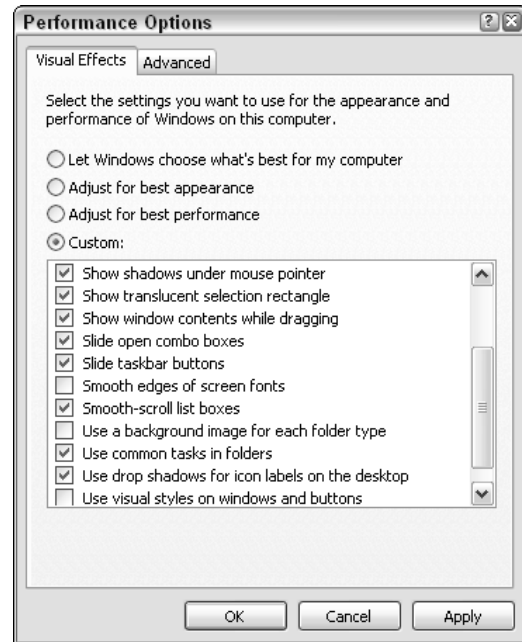 Performance Options
Visual Effects
Advanced
Select the settings you want to use for the appearance and
performance of Windows on this computer.
Let Windows choose what's best for my computer
Adjust for best appearance
Adjust for best performance
Custom:
Show shadows under mouse pointer
Show translucent selection rectangle
Show window contents while dragging
Slide open combo boxes
Slide taskbar buttons
Smooth edges of screen fonts
Smooth-scroll list boxes
Use a background image for each folder type
Use common tasks in folders
Use drop shadows for icon labels on the desktop
Use visual styles on windows and buttons
OK
Cancel
Apply